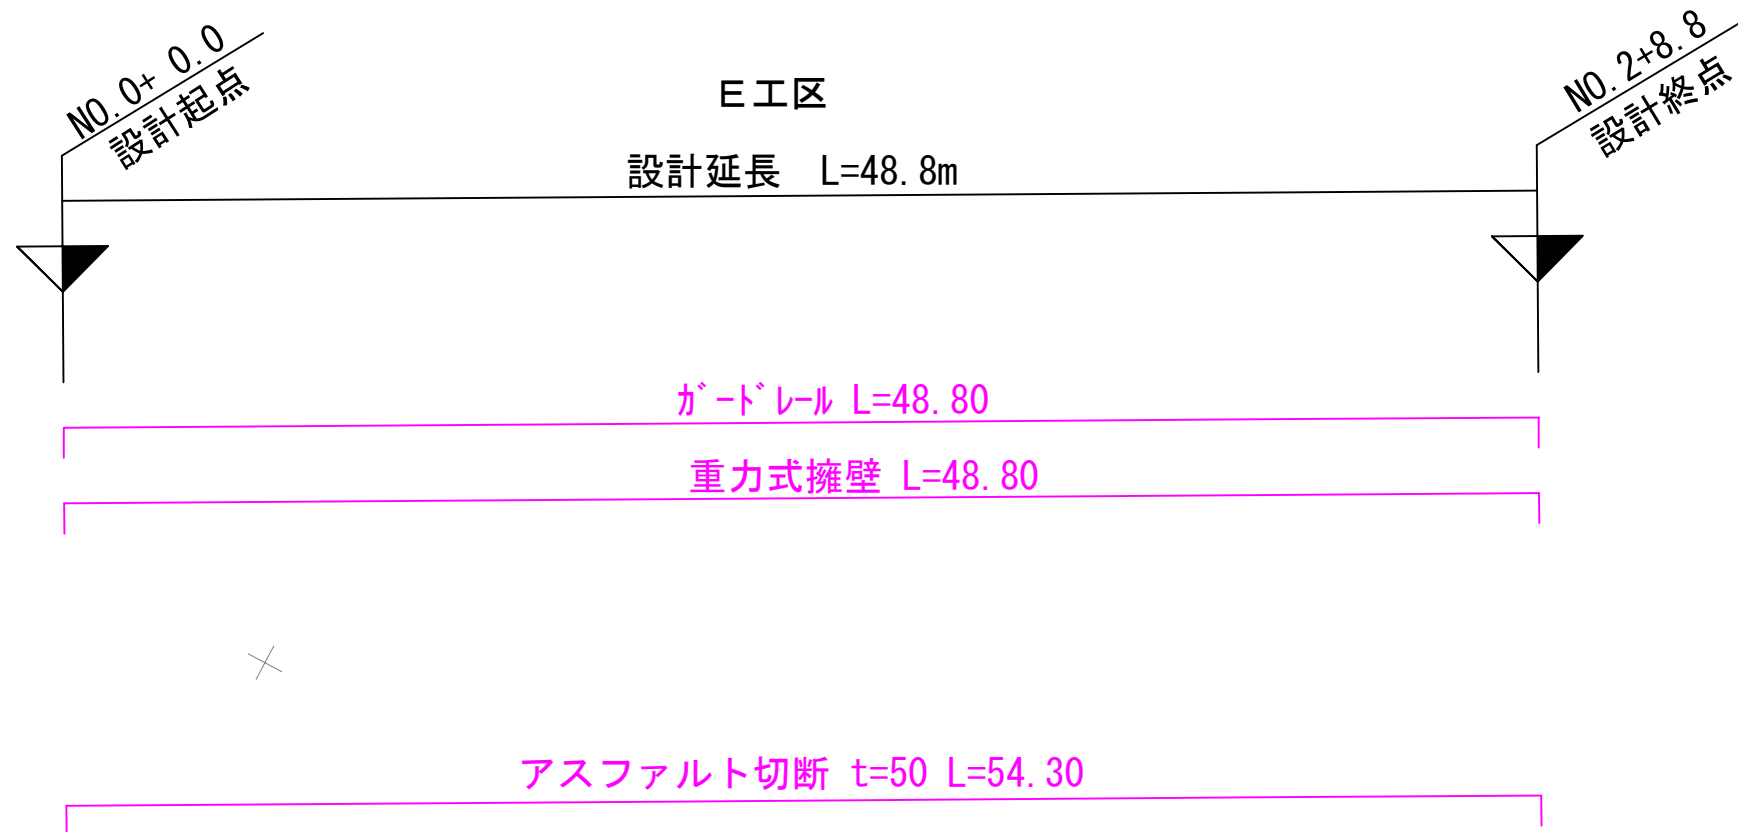 NO.0+ 0.0
設計起点
NO.2+8.8
設計終点
E工区
設計延長 L=48.8m
ガードレール L=48.80
重力式擁壁 L=48.80
アスファルト切断 t=50 L=54.30